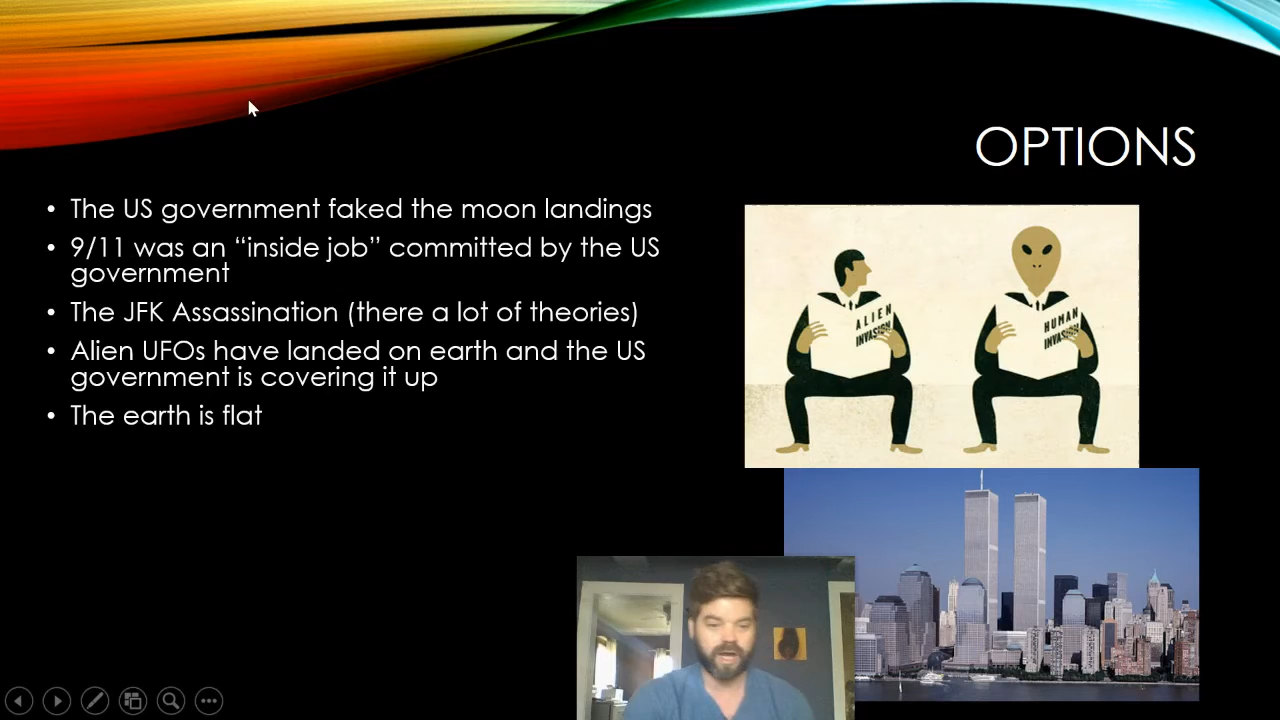 OPTIONS
• The US government faked the moon landings
• 9/11 was an “inside job” committed by the US
government
• The JFK Assassination (there a lot of theories)
• Alien UFOs have landed on earth and the US
government is covering it up
• The earth is flat
ALIEN
INVASION
HUMAN
INVASION